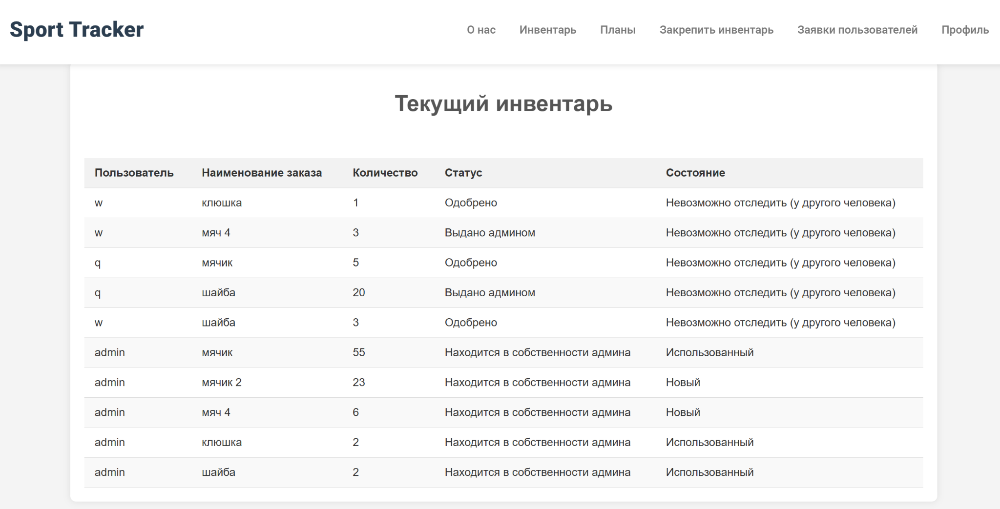 Sport Tracker О нас Инвентарь Планы Закрепить инвентарь Заявки пользователей Профиль
Текущий инвентарь
Пользователь Наименование заказа Количество Статус Состояние
w клюшка 1 Одобрено Невозможно отследить (у другого человека)
w мяч 4 3 Выдано админом Невозможно отследить (у другого человека)
q мячик 5 Одобрено Невозможно отследить (у другого человека)
q шайба 20 Выдано админом Невозможно отследить (у другого человека)
w шайба 3 Одобрено Невозможно отследить (у другого человека)
admin мячик 55 Находится в собственности админа Использованный
admin мячик 2 23 Находится в собственности админа Новый
admin мяч 4 6 Находится в собственности админа Новый
admin клюшка 2 Находится в собственности админа Использованный
admin шайба 2 Находится в собственности админа Использованный